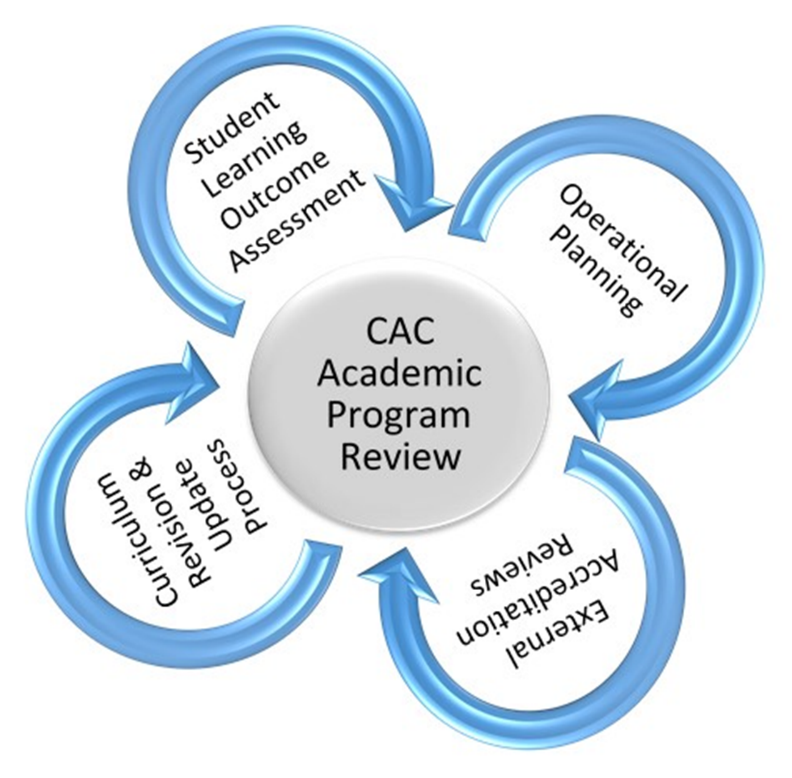 Student
Learning
Outcome
Assessment
Operational
Planning
CAC
Academic
Program
Review
Curriculum
Revision &
Update
Process
External
Accreditation
Reviews